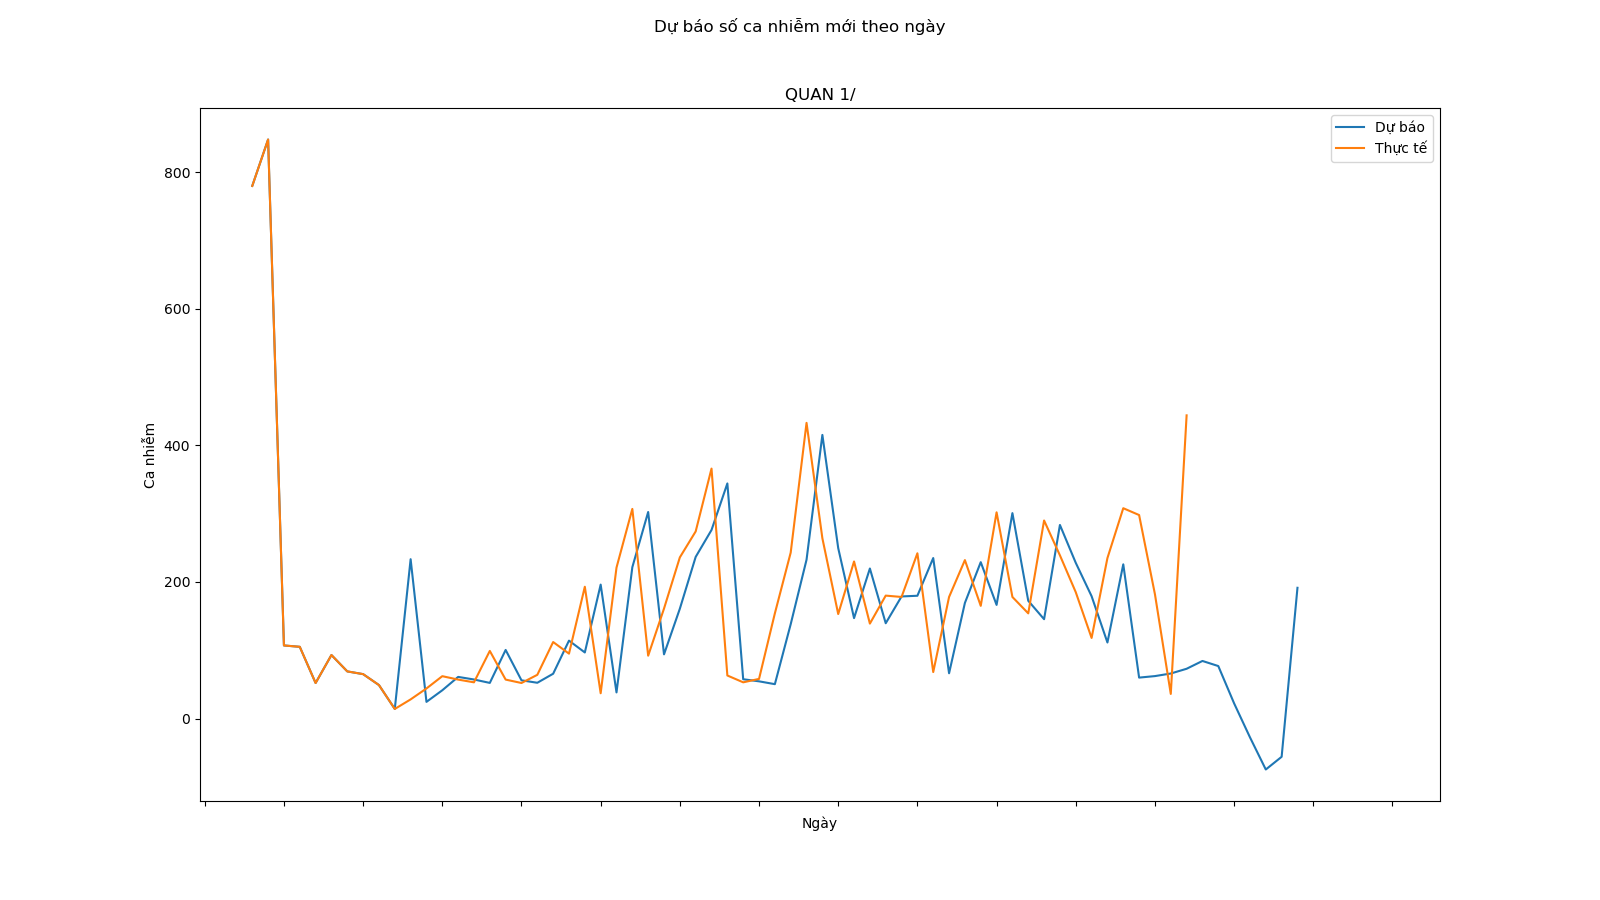 Dự báo số ca nhiễm mới theo ngày
QUAN 1/
Dự báo
Thực tế
800
600
400
200
0
Ca nhiễm
Ngày